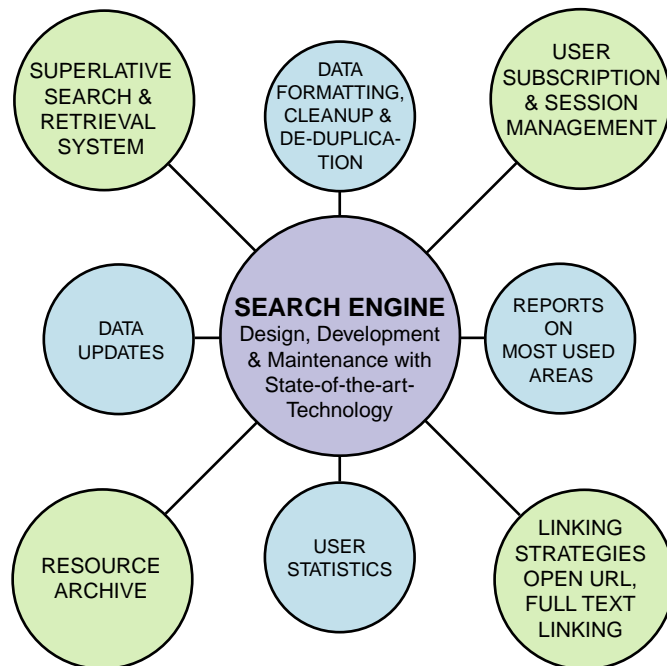 SUPERLATIVE
SEARCH &
RETRIEVAL
SYSTEM
DATA
FORMATTING,
CLEANUP &
DE-DUPLICA-
TION
USER
SUBSCRIPTION
& SESSION
MANAGEMENT
DATA
UPDATES
SEARCH ENGINE
Design, Development
& Maintenance with
State-of-the-art-
Technology
REPORTS
ON
MOST USED
AREAS
RESOURCE
ARCHIVE
USER
STATISTICS
LINKING
STRATEGIES
OPEN URL,
FULL TEXT
LINKING